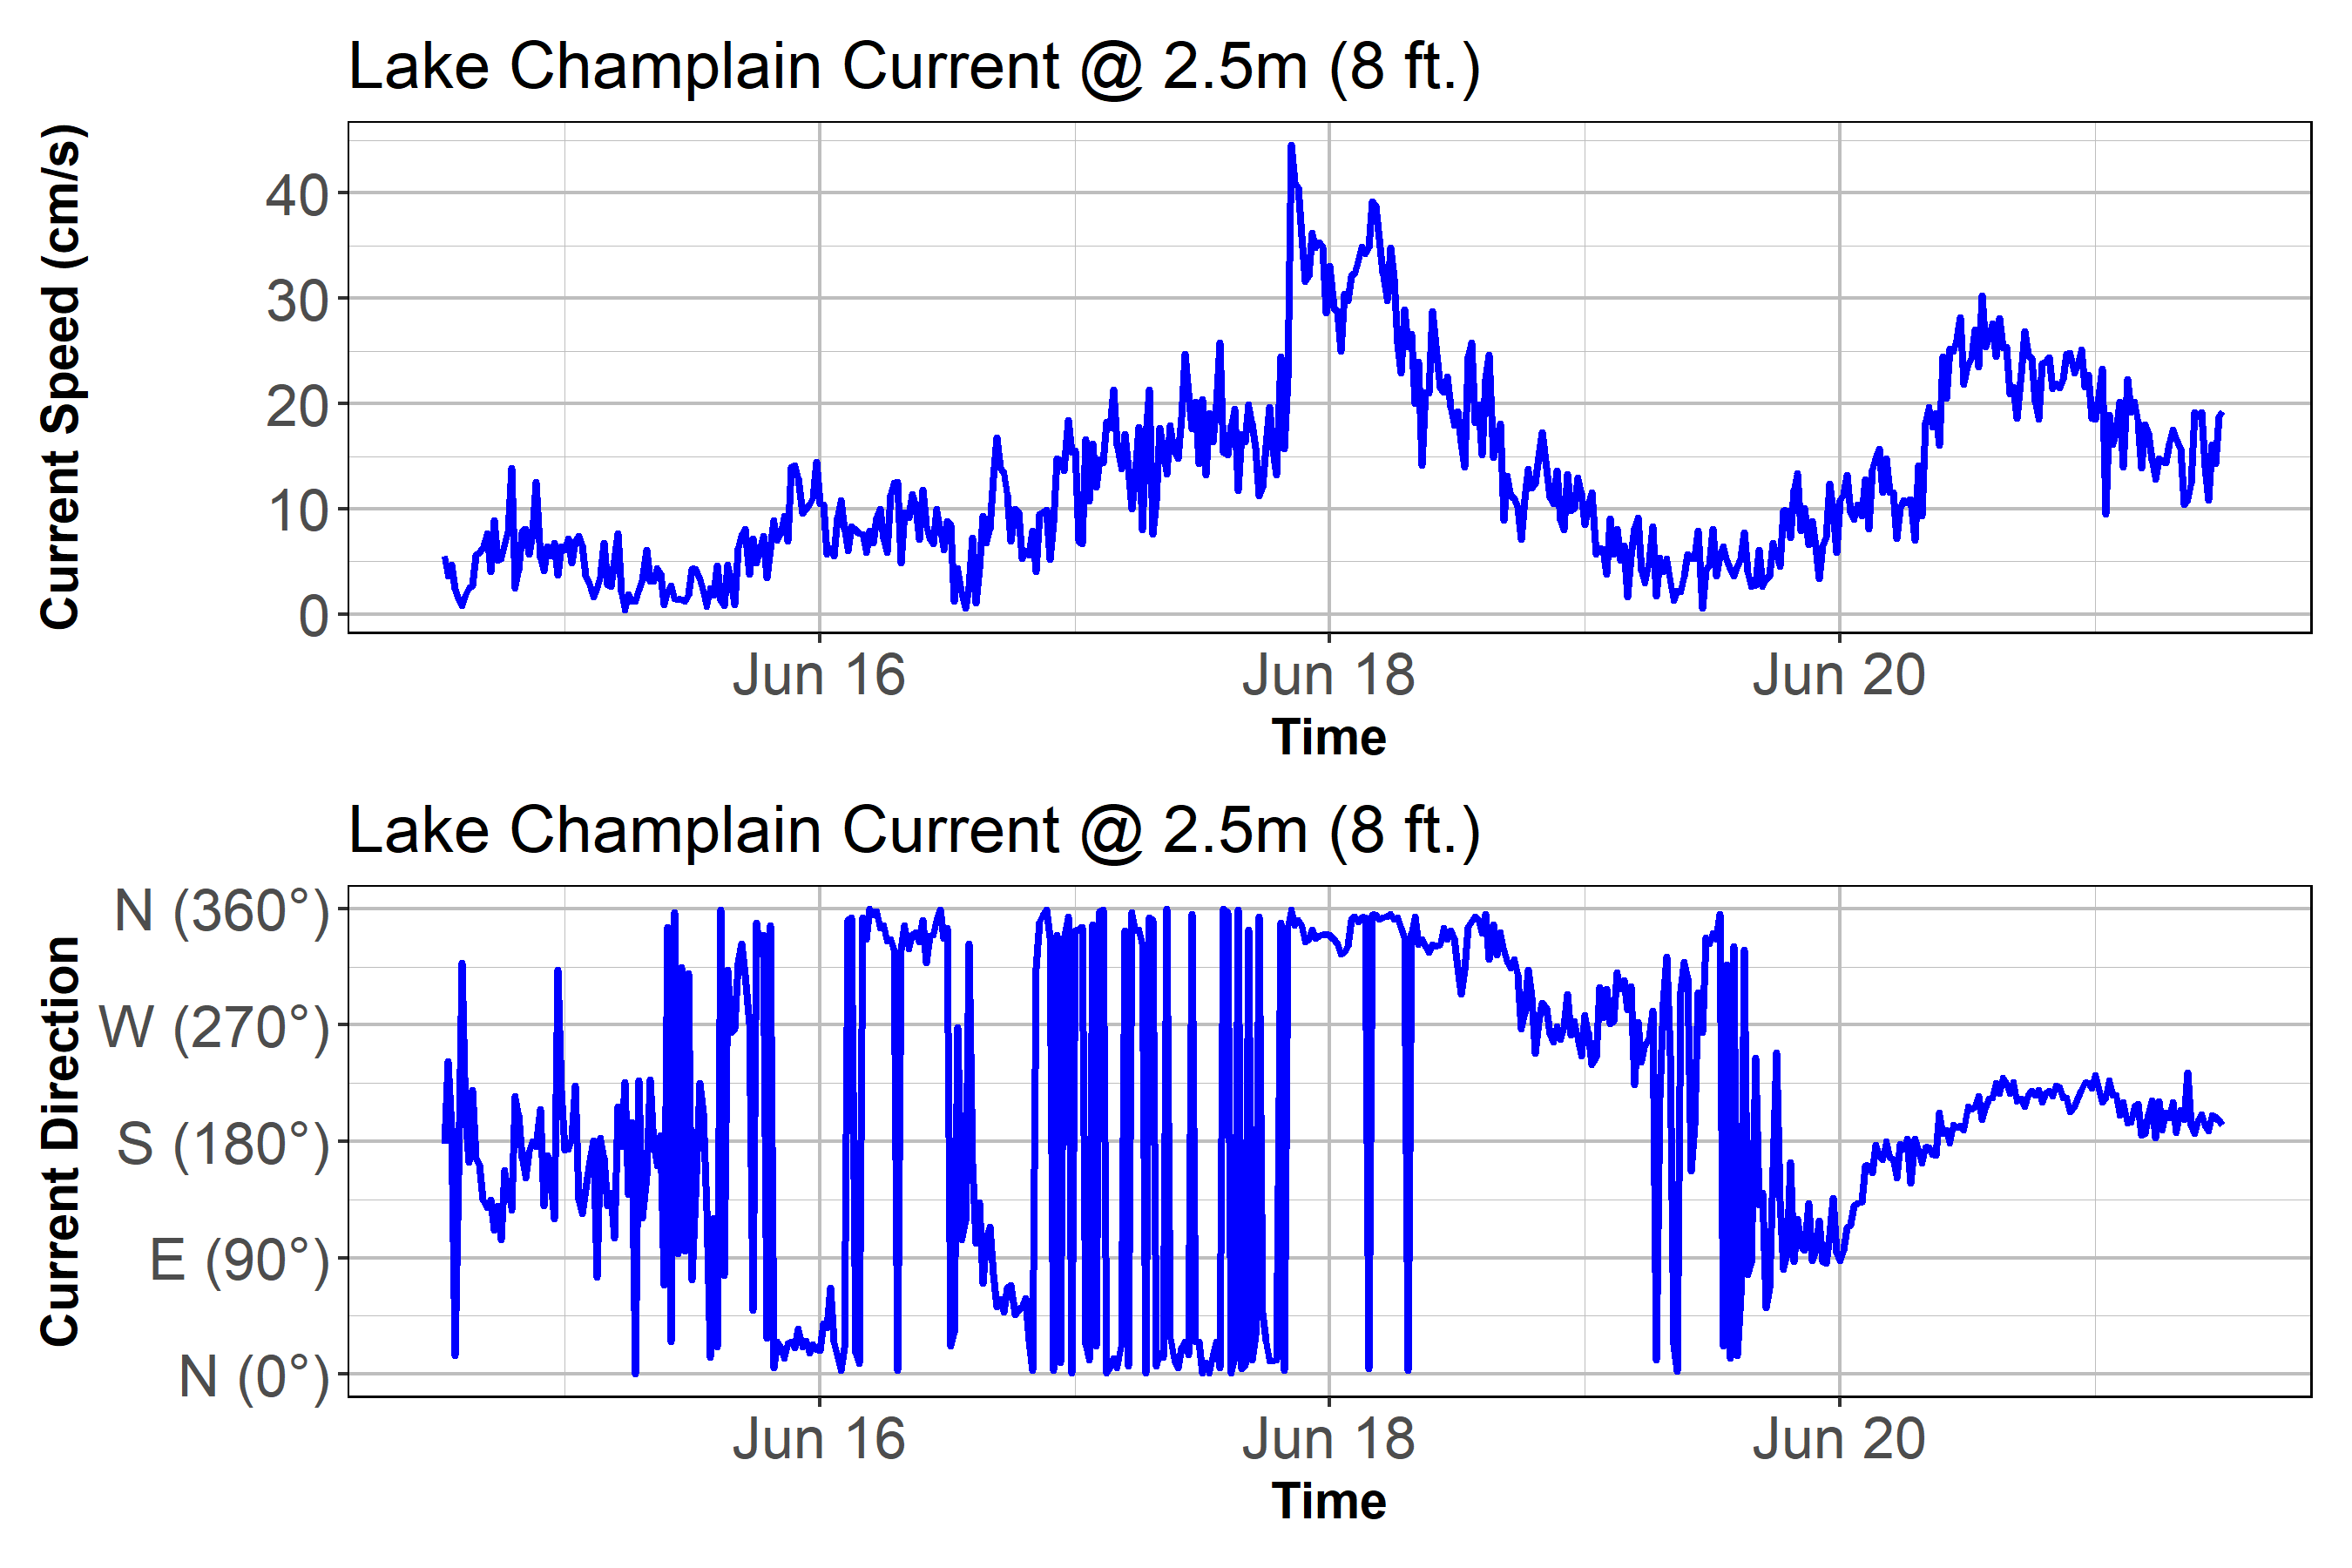 Lake Champlain Current @ 2.5m (8 ft.)
Current Speed (cm/s)
40
30
20
10
0
Jun 16 Jun 18 Jun 20
Time
Lake Champlain Current @ 2.5m (8 ft.)
Current Direction
N (360°)
W (270°)
S (180°)
E (90°)
N (0°)
Jun 16 Jun 18 Jun 20
Time